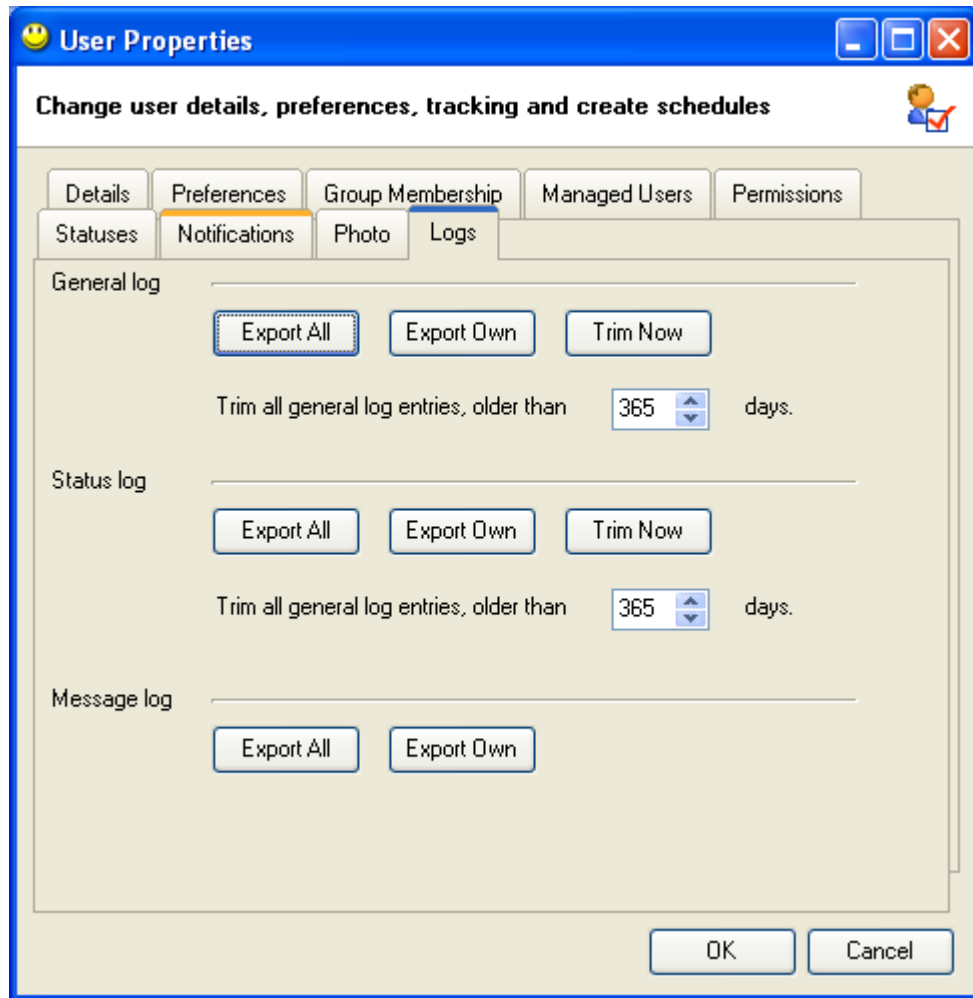 User Properties
Change user details, preferences, tracking and create schedules
Details Preferences Group Membership Managed Users Permissions
Statuses Notifications Photo Logs
General log
Export All Export Own Trim Now
Trim all general log entries, older than 365 days.
Status log
Export All Export Own Trim Now
Trim all general log entries, older than 365 days.
Message log
Export All Export Own
OK Cancel